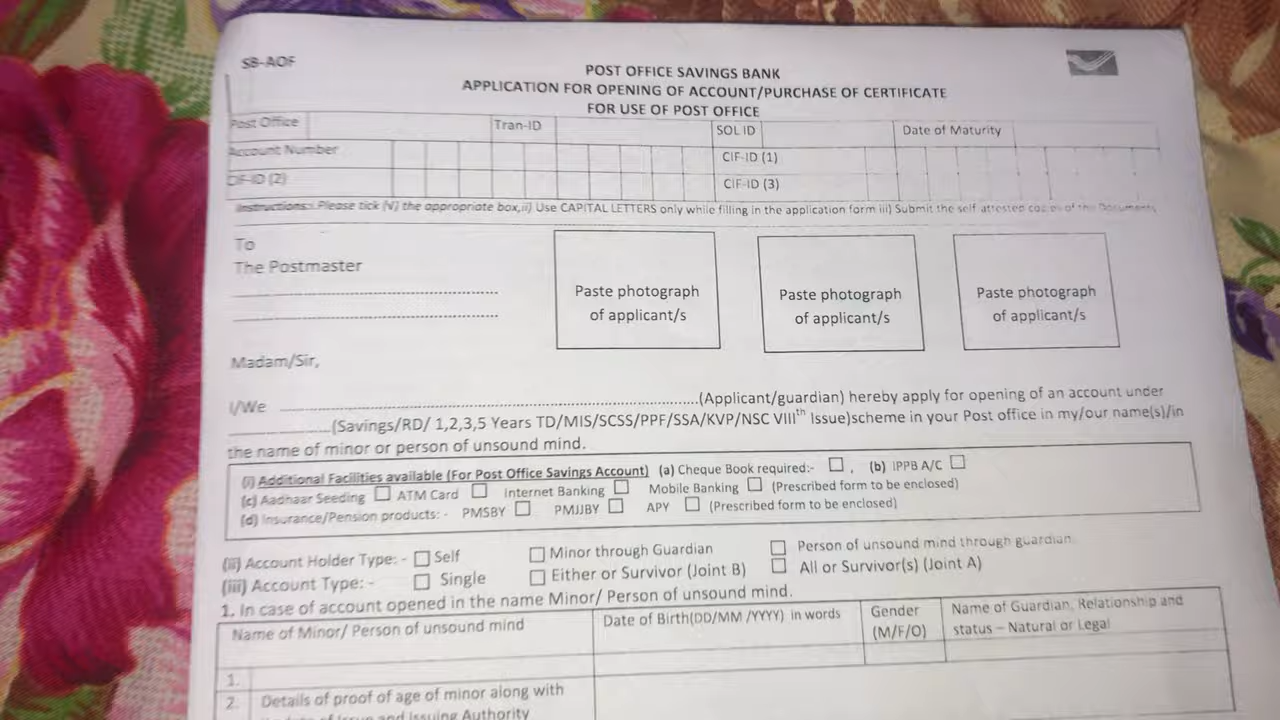 SB-AOF
POST OFFICE SAVINGS BANK
APPLICATION FOR OPENING OF ACCOUNT/PURCHASE OF CERTIFICATE
FOR USE OF POST OFFICE
Post Office Tran-ID SOL ID Date of Maturity
Account Number CIF-ID (1)
CIF-ID (2) CIF-ID (3)
Instructions:- Please tick (√) the appropriate box,ii) Use CAPITAL LETTERS only while filling in the application form iii) Submit the self attested copies of the Documents
To
The Postmaster
Paste photograph of applicant/s
Paste photograph of applicant/s
Paste photograph of applicant/s
Madam/Sir,
I/We ..........(Applicant/guardian) hereby apply for opening of an account under
..........(Savings/RD/ 1,2,3,5 Years TD/MIS/SCSS/PPF/SSA/KVP/NSC VIIIth Issue)scheme in your Post office in my/our name(s)/in
the name of minor or person of unsound mind.
(i) Additional Facilities available (For Post Office Savings Account) (a) Cheque Book required:- ☐ , (b) IPPB A/C ☐
(c) Aadhaar Seeding ☐ ATM Card ☐ Internet Banking ☐ Mobile Banking ☐ (Prescribed form to be enclosed)
(d) Insurance/Pension products: - PMSBY ☐ PMJJBY ☐ APY ☐ (Prescribed form to be enclosed)
(ii) Account Holder Type: - ☐ Self ☐ Minor through Guardian ☐ Person of unsound mind through guardian
(iii) Account Type: - ☐ Single ☐ Either or Survivor (Joint B) ☐ All or Survivor(s) (Joint A)
1. In case of account opened in the name Minor/ Person of unsound mind.
Name of Minor/ Person of unsound mind Date of Birth(DD/MM /YYYY) in words Gender (M/F/O) Name of Guardian, Relationship and status – Natural or Legal
1.
2. Details of proof of age of minor along with
of Issue and Issuing Authority